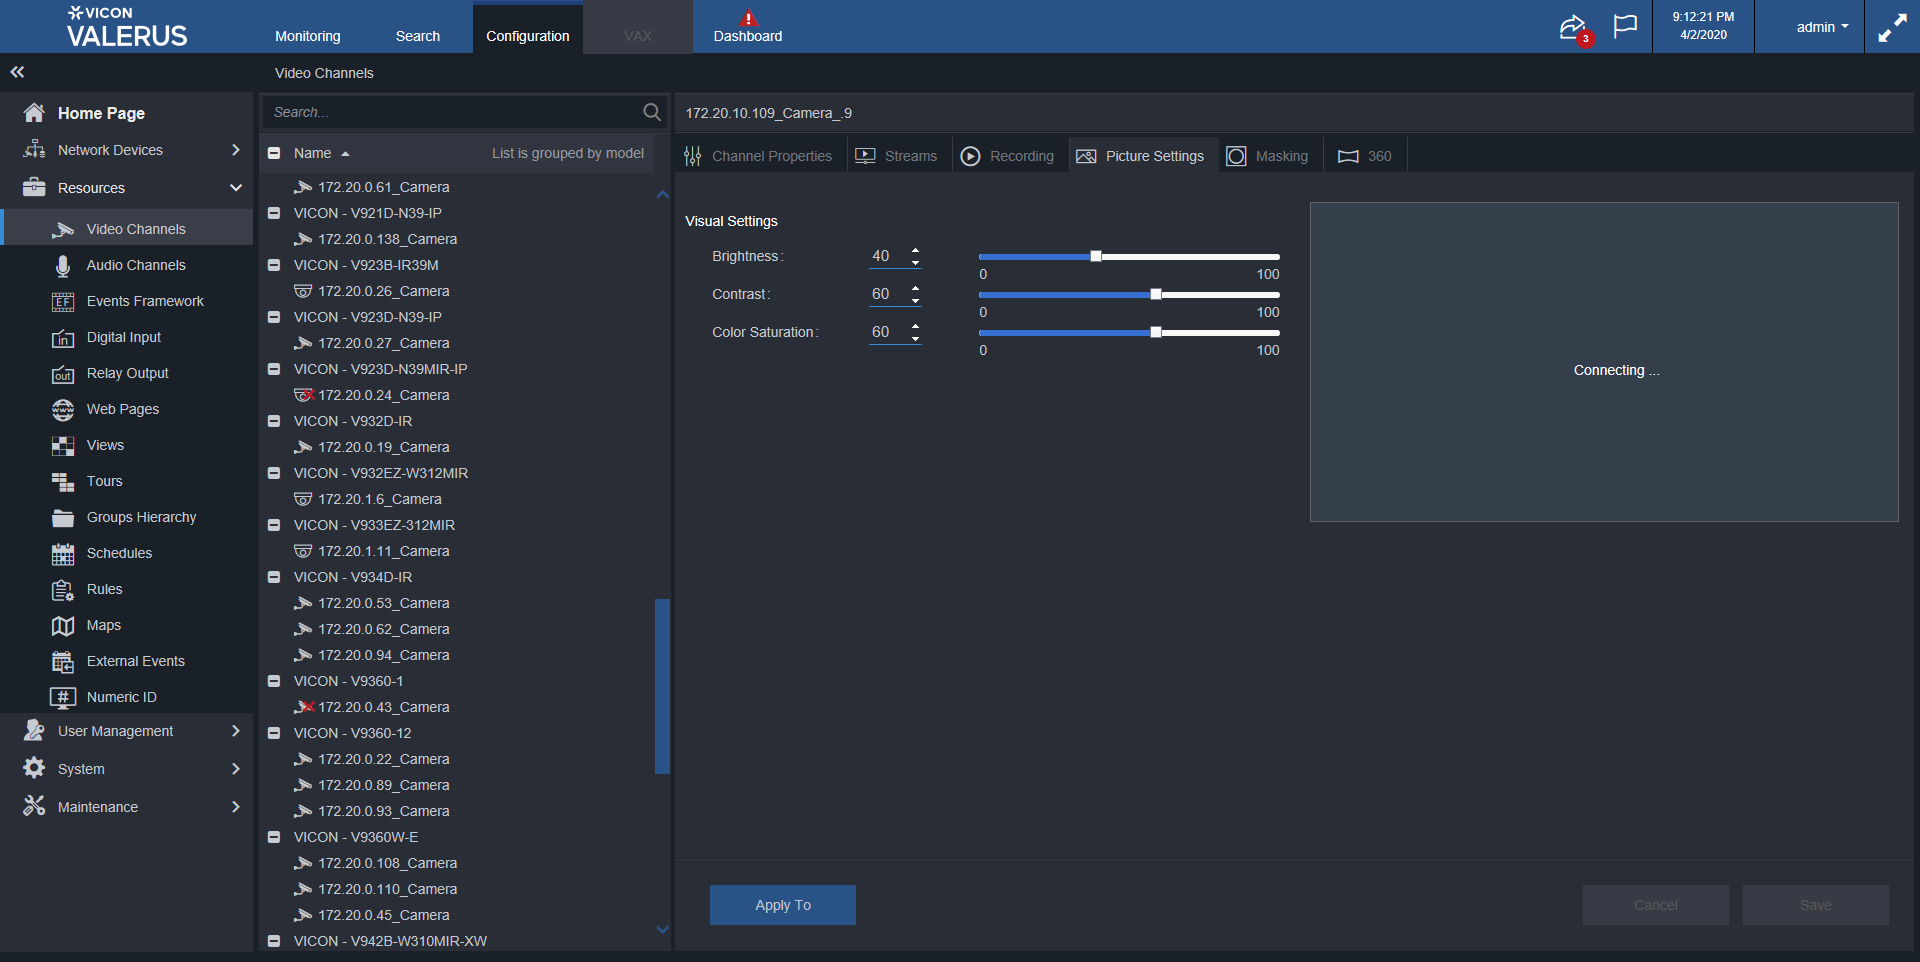 VICON
VALERUS
Monitoring
Search
Configuration
VAX
Dashboard
3
9:12:21 PM
4/2/2020
admin
Video Channels
Home Page
Network Devices
Resources
Video Channels
Audio Channels
EF
Events Framework
in
Digital Input
out
Relay Output
www
Web Pages
Views
Tours
Groups Hierarchy
Schedules
Rules
Maps
External Events
#
Numeric ID
User Management
System
Maintenance
Search...
Name
List is grouped by model
172.20.0.61_Camera
VICON - V921D-N39-IP
172.20.0.138_Camera
VICON - V923B-IR39M
172.20.0.26_Camera
VICON - V923D-N39-IP
172.20.0.27_Camera
VICON - V923D-N39MIR-IP
172.20.0.24_Camera
VICON - V932D-IR
172.20.0.19_Camera
VICON - V932EZ-W312MIR
172.20.1.6_Camera
VICON - V933EZ-312MIR
172.20.1.11_Camera
VICON - V934D-IR
172.20.0.53_Camera
172.20.0.62_Camera
172.20.0.94_Camera
VICON - V9360-1
172.20.0.43_Camera
VICON - V9360-12
172.20.0.22_Camera
172.20.0.89_Camera
172.20.0.93_Camera
VICON - V9360W-E
172.20.0.108_Camera
172.20.0.110_Camera
172.20.0.45_Camera
VICON - V942B-W310MIR-XW
172.20.10.109_Camera_.9
Channel Properties
Streams
Recording
Picture Settings
Masking
360
Visual Settings
Brightness: 40
0 100
Contrast: 60
0 100
Color Saturation: 60
0 100
Connecting ...
Apply To
Cancel
Save